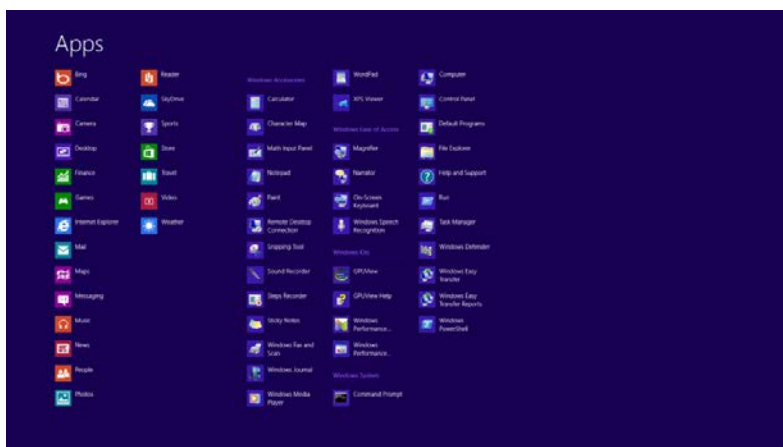 Apps
Bing
Calendar
Camera
Desktop
Finance
Games
Internet Explorer
Mail
Maps
Messaging
Music
News
People
Photos
Reader
SkyDrive
Sports
Store
Travel
Video
Weather
Windows Accessories
Calculator
Character Map
Math Input Panel
Notepad
Paint
Remote Desktop
Connection
Snipping Tool
Sound Recorder
Steps Recorder
Sticky Notes
Windows Fax and
Scan
Windows Journal
Windows Media
Player
WordPad
XPS Viewer
Windows Ease of Access
Magnifier
Narrator
On-Screen
Keyboard
Windows Speech
Recognition
Windows Kits
GPUView
GPUView Help
Windows
Performance...
Windows
Performance...
Windows System
Command Prompt
Computer
Control Panel
Default Programs
File Explorer
Help and Support
Run
Task Manager
Windows Defender
Windows Easy
Transfer
Windows Easy
Transfer Reports
Windows
PowerShell